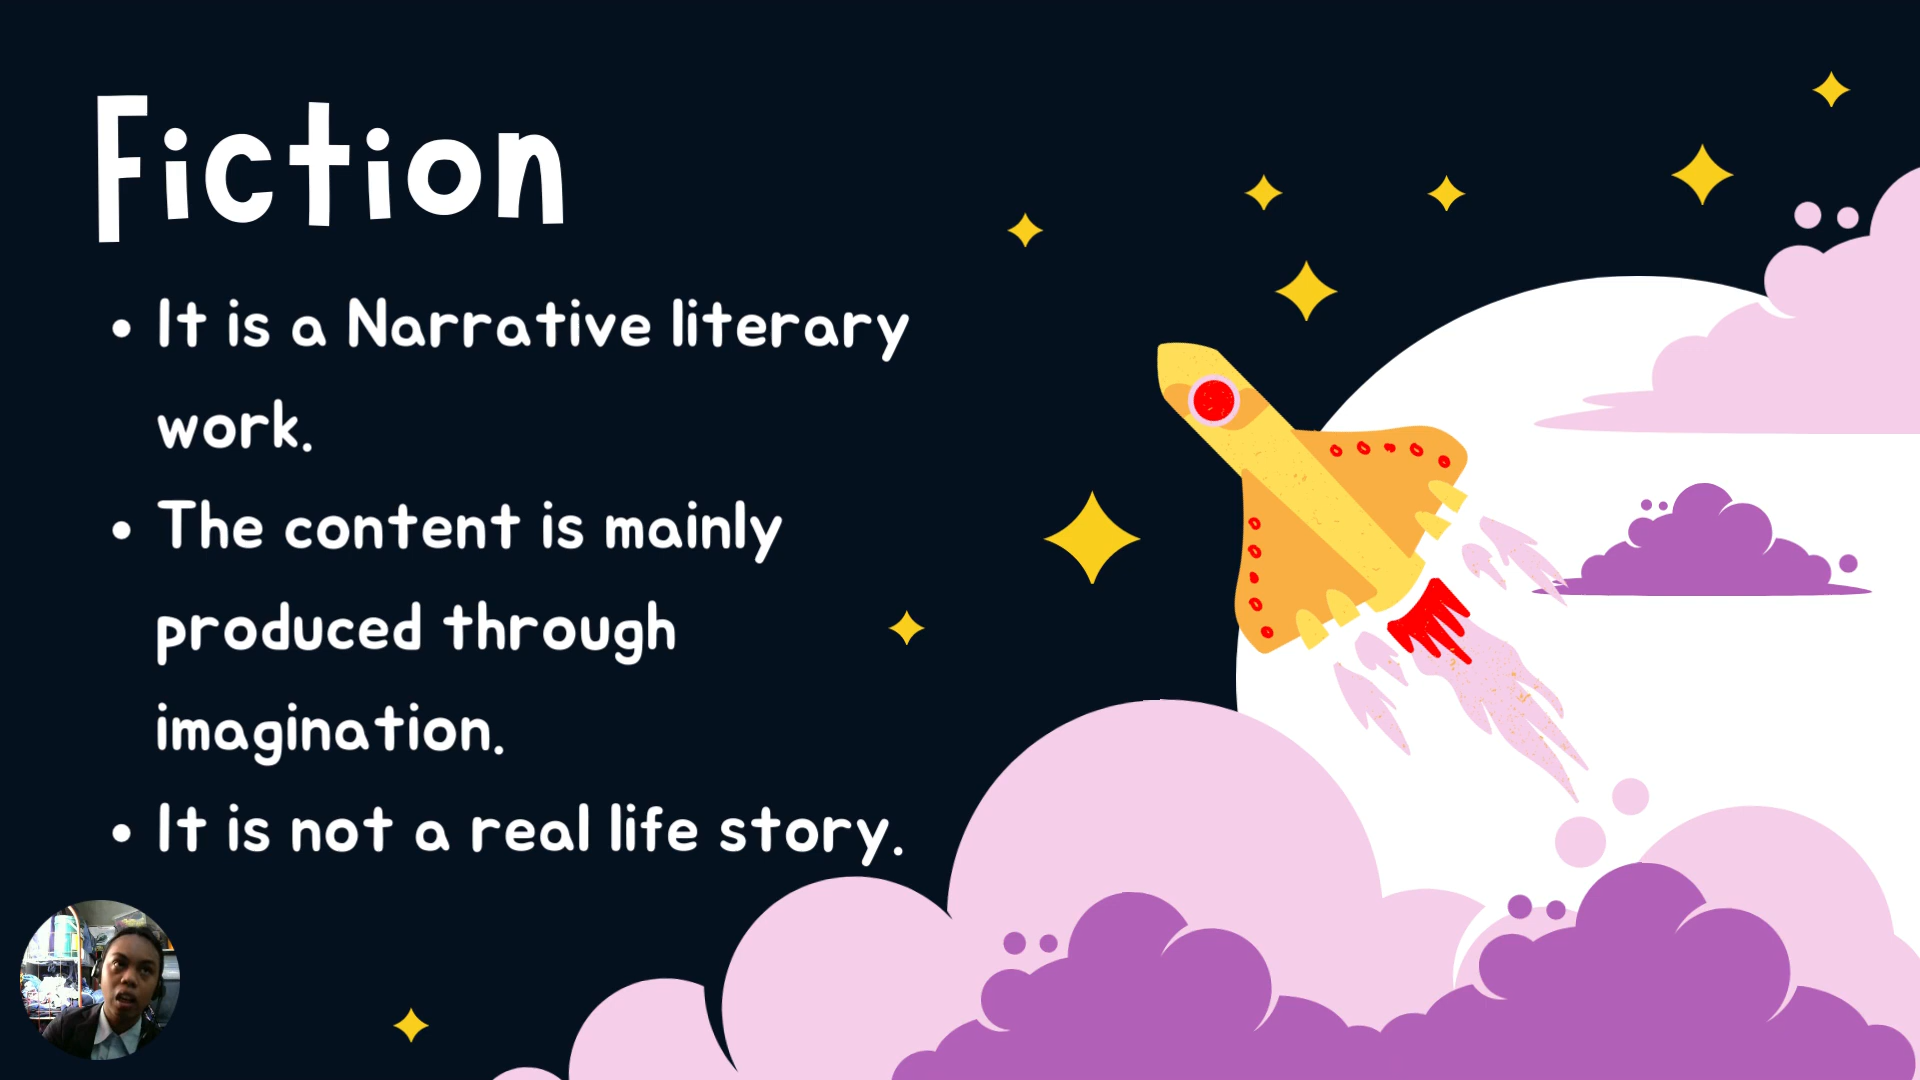 Fiction
• It is a Narrative literary
work.
• The content is mainly
produced through
imagination.
• It is not a real life story.